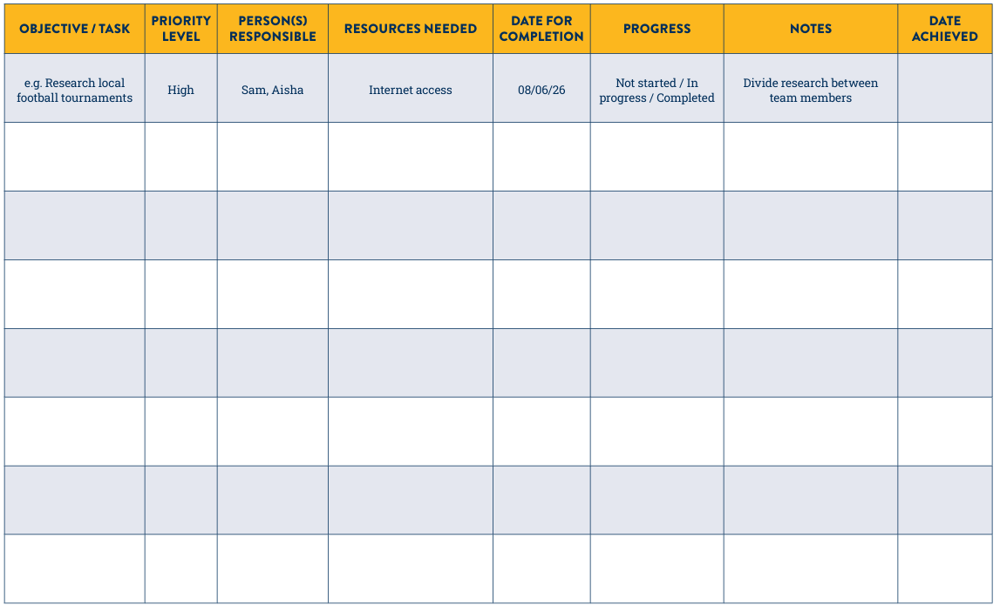 OBJECTIVE / TASK
PRIORITY
LEVEL
PERSON(S)
RESPONSIBLE
RESOURCES NEEDED
DATE FOR
COMPLETION
PROGRESS
NOTES
DATE
ACHIEVED
e.g. Research local
football tournaments
High
Sam, Aisha
Internet access
08/06/26
Not started / In
progress / Completed
Divide research between
team members